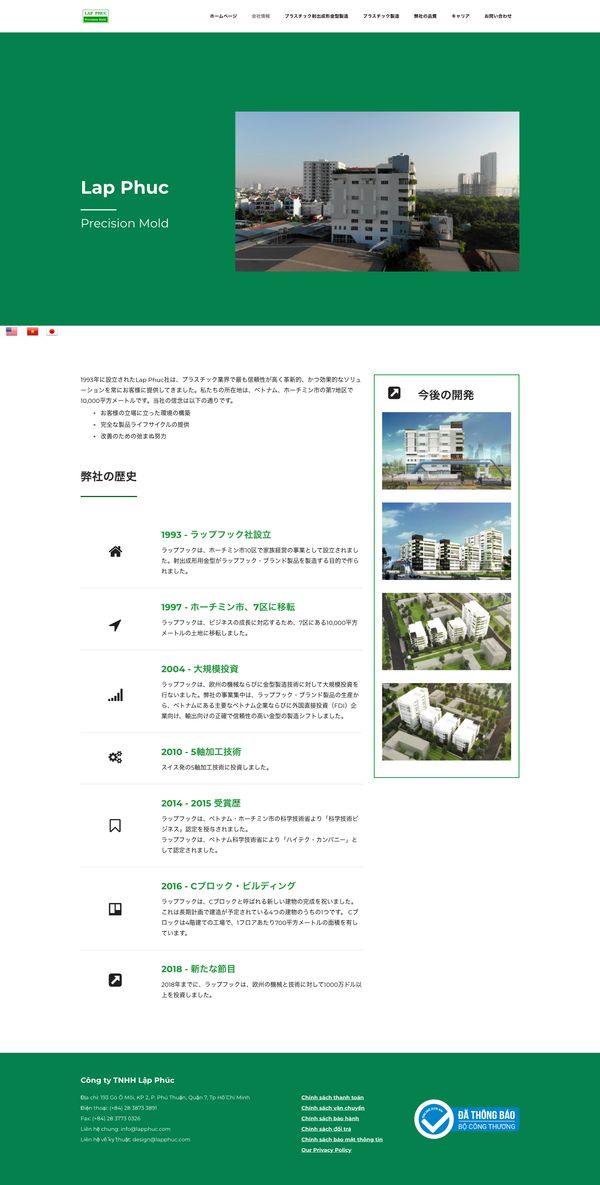 LAP PHUC
Precision Mold
ホームページ 会社情報 プラスチック射出成形金型製造 プラスチック製造 弊社の品質 キャリア お問い合わせ
Lap Phuc
Precision Mold
1993年に設立されたLap Phuc社は、プラスチック業界で最も信頼性が高く革新的、かつ効果的なソリュ
ーションを常にお客様に提供してきました。私たちの所在地は、ベトナム、ホーチミン市の第7地区で
10,000平方メートルです。当社の信念は以下の通りです。
• お客様の立場に立った環境の構築
• 完全な製品ライフサイクルの提供
• 改善のための弛まぬ努力
今後の開発
弊社の歴史
1993 - ラップフック社設立
ラップフックは、ホーチミン市10区で家族経営の事業として設立されまし
た。射出成形用金型がラップフック・ブランド製品を製造する目的で作ら
れました。
1997 - ホーチミン市、7区に移転
ラップフックは、ビジネスの成長に対応するため、7区にある10,000平方
メートルの土地に移転しました。
2004 - 大規模投資
ラップフックは、欧州の機械ならびに金型製造技術に対して大規模投資を
行ないました。弊社の事業集中は、ラップフック・ブランド製品の生産か
ら、ベトナムにある主要なベトナム企業ならびに外国直接投資（FDI）企
業向け、輸出向けの正確で信頼性の高い金型の製造シフトしました。
2010 - 5軸加工技術
スイス発の5軸加工技術に投資しました。
2014 - 2015 受賞歴
ラップフックは、ベトナム・ホーチミン市の科学技術省より「科学技術ビ
ジネス」認定を授与されました。
ラップフックは、ベトナム科学技術省により「ハイテク・カンパニー」と
して認定されました。
2016 - Cブロック・ビルディング
ラップフックは、Cブロックと呼ばれる新しい建物の完成を祝いました。
これは長期計画で建造が予定されている4つの建物のうちの1つです。 Cブ
ロックは4階建ての工場で、1フロアあたり700平方メートルの面積を有し
ています。
2018 - 新たな節目
2018年までに、ラップフックは、欧州の機械と技術に対して1000万ドル以
上を投資しました。
Công ty TNHH Lập Phúc
Địa chỉ: 193 Gò Ô Môi, KP 2, P. Phú Thuận, Quận 7, Tp Hồ Chí Minh
Điện thoại: (+84) 28 3873 3891
Fax: (+84) 28 3773 0326
Liên hệ chung: info@lapphuc.com
Liên hệ về kỹ thuật: design@lapphuc.com
Chính sách thanh toán
Chính sách vận chuyển
Chính sách bảo hành
Chính sách đổi trả
Chính sách bảo mật thông tin
Our Privacy Policy
ĐÃ THÔNG BÁO
BỘ CÔNG THƯƠNG